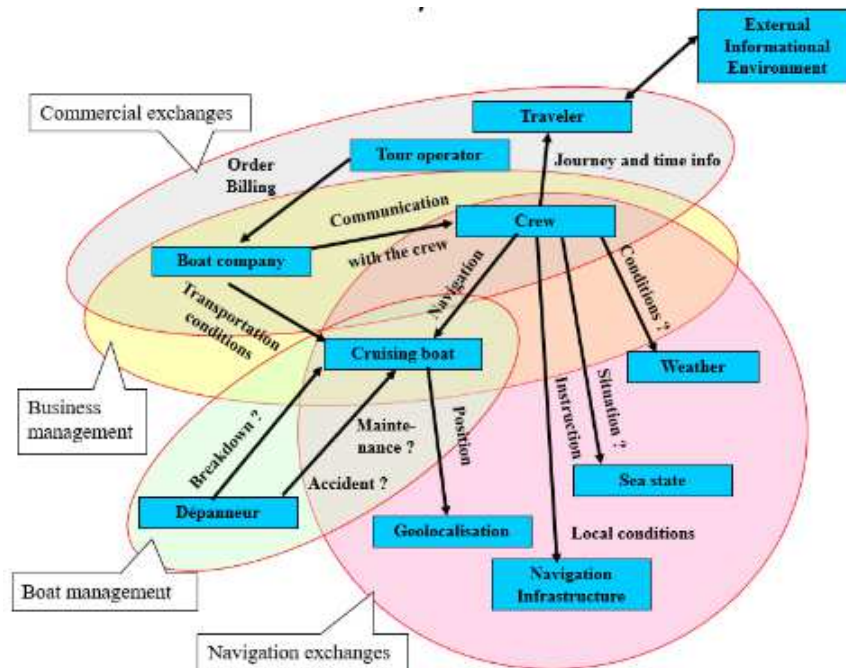 External
Informational
Environment
Commercial exchanges
Traveler
Order
Billing
Tour operator
Journey and time info
Communication
with the crew
Crew
Boat company
Transportation
conditions
Navigation
Conditions ?
Cruising boat
Weather
Business
management
Breakdown ?
Mainte-
nance ?
Accident ?
Position
Instruction
Situation ?
Sea state
Dépanneur
Geolocalisation
Local conditions
Boat management
Navigation
Infrastructure
Navigation exchanges